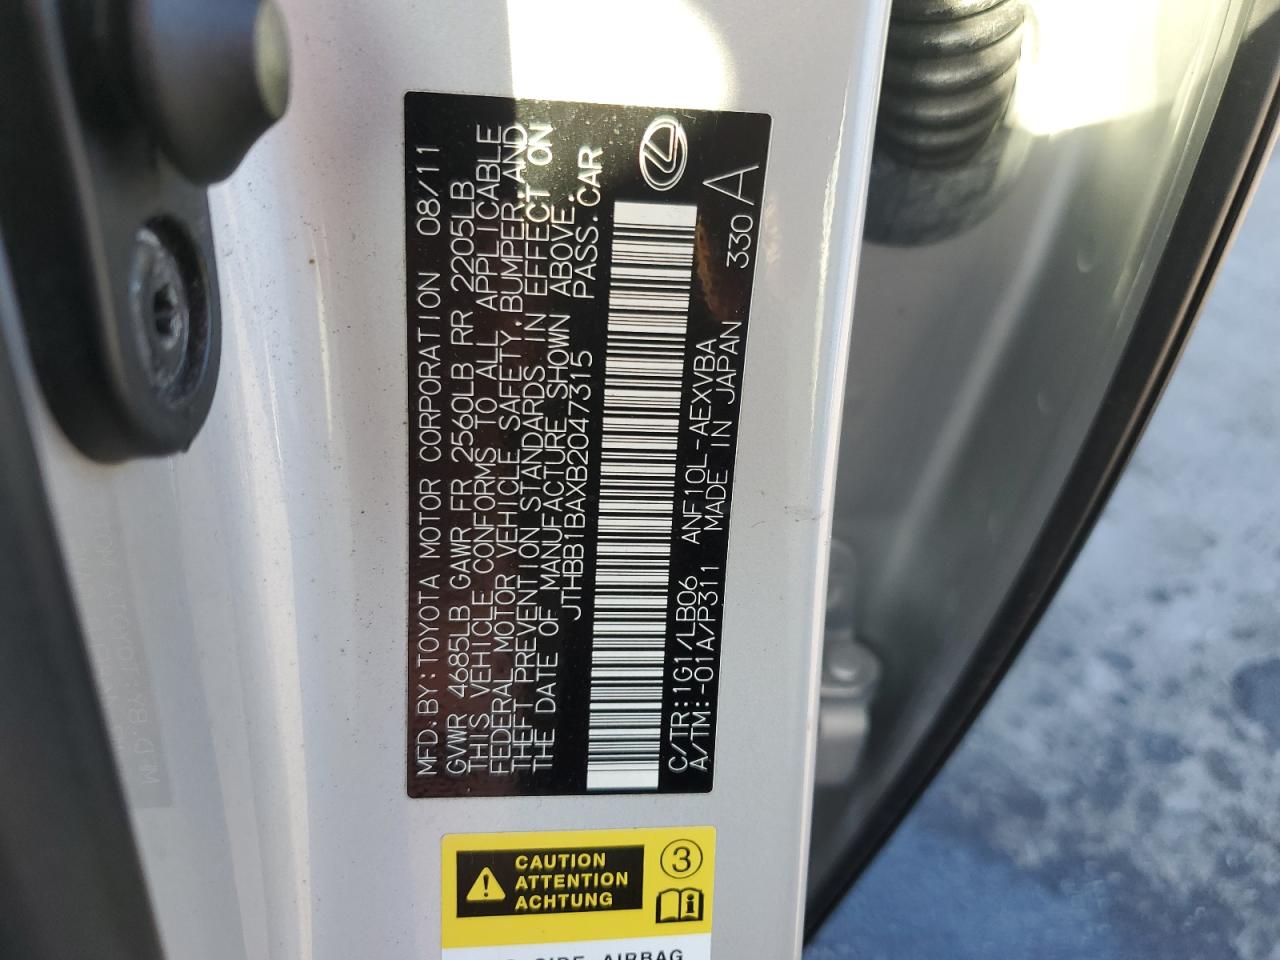 MFD.BY:TOYOTA MOTOR CORPORATION 08/11
GVWR 4685LB GAWR FR 2560LB RR 2205LB
THIS VEHICLE CONFORMS TO ALL APPLICABLE
FEDERAL MOTOR VEHICLE SAFETY, BUMPER, AND
THEFT PREVENTION STANDARDS IN EFFECT ON
THE DATE OF MANUFACTURE SHOWN ABOVE.
JTHBB1BAXB2047315 PASS.CAR
C/TR:1G1/LB06 ANF10L-AEXVBA 330 A
A/TM:-01A/P311 MADE IN JAPAN
CAUTION
ATTENTION
ACHTUNG
3
i
SIDE AIRBAG